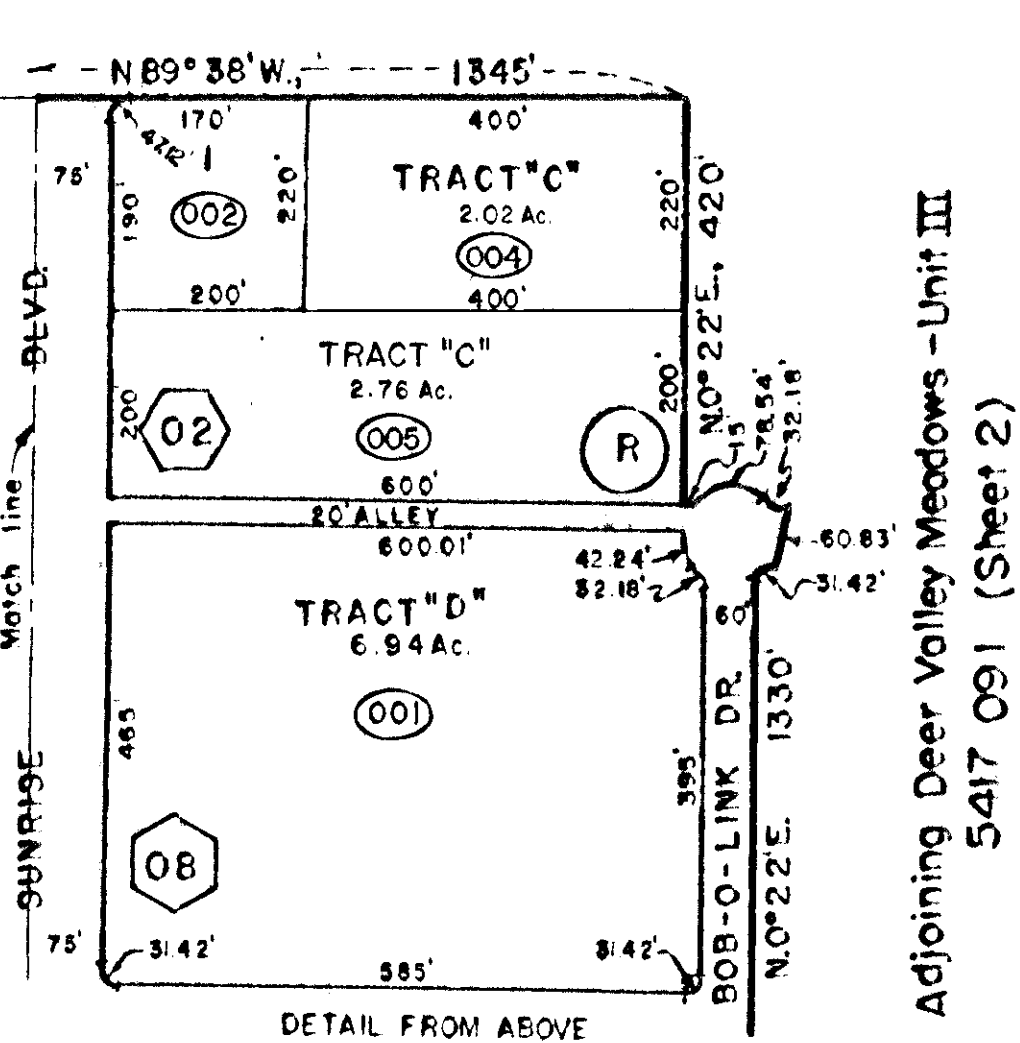 N 89° 38' W., 1345'
170'
400'
47.12'
1
75'
190'
220'
TRACT "C"
2.02 Ac.
220'
002
004
200'
400'
N.0°22'E., 420'
SUNRISE BLVD.
TRACT "C"
2.76 Ac.
200
02
005
R
200'
15'
78.54'
32.18'
600'
20' ALLEY
600.01'
42.24'
32.18'
60.83'
31.42'
60'
Match line
TRACT "D"
6.94 Ac.
001
465
395'
BOB-O-LINK DR.
N.0°22'E. 1330'
08
75'
31.42'
585'
31.42'
DETAIL FROM ABOVE
Adjoining Deer Valley Meadows - Unit III
5417 091 (Sheet 2)